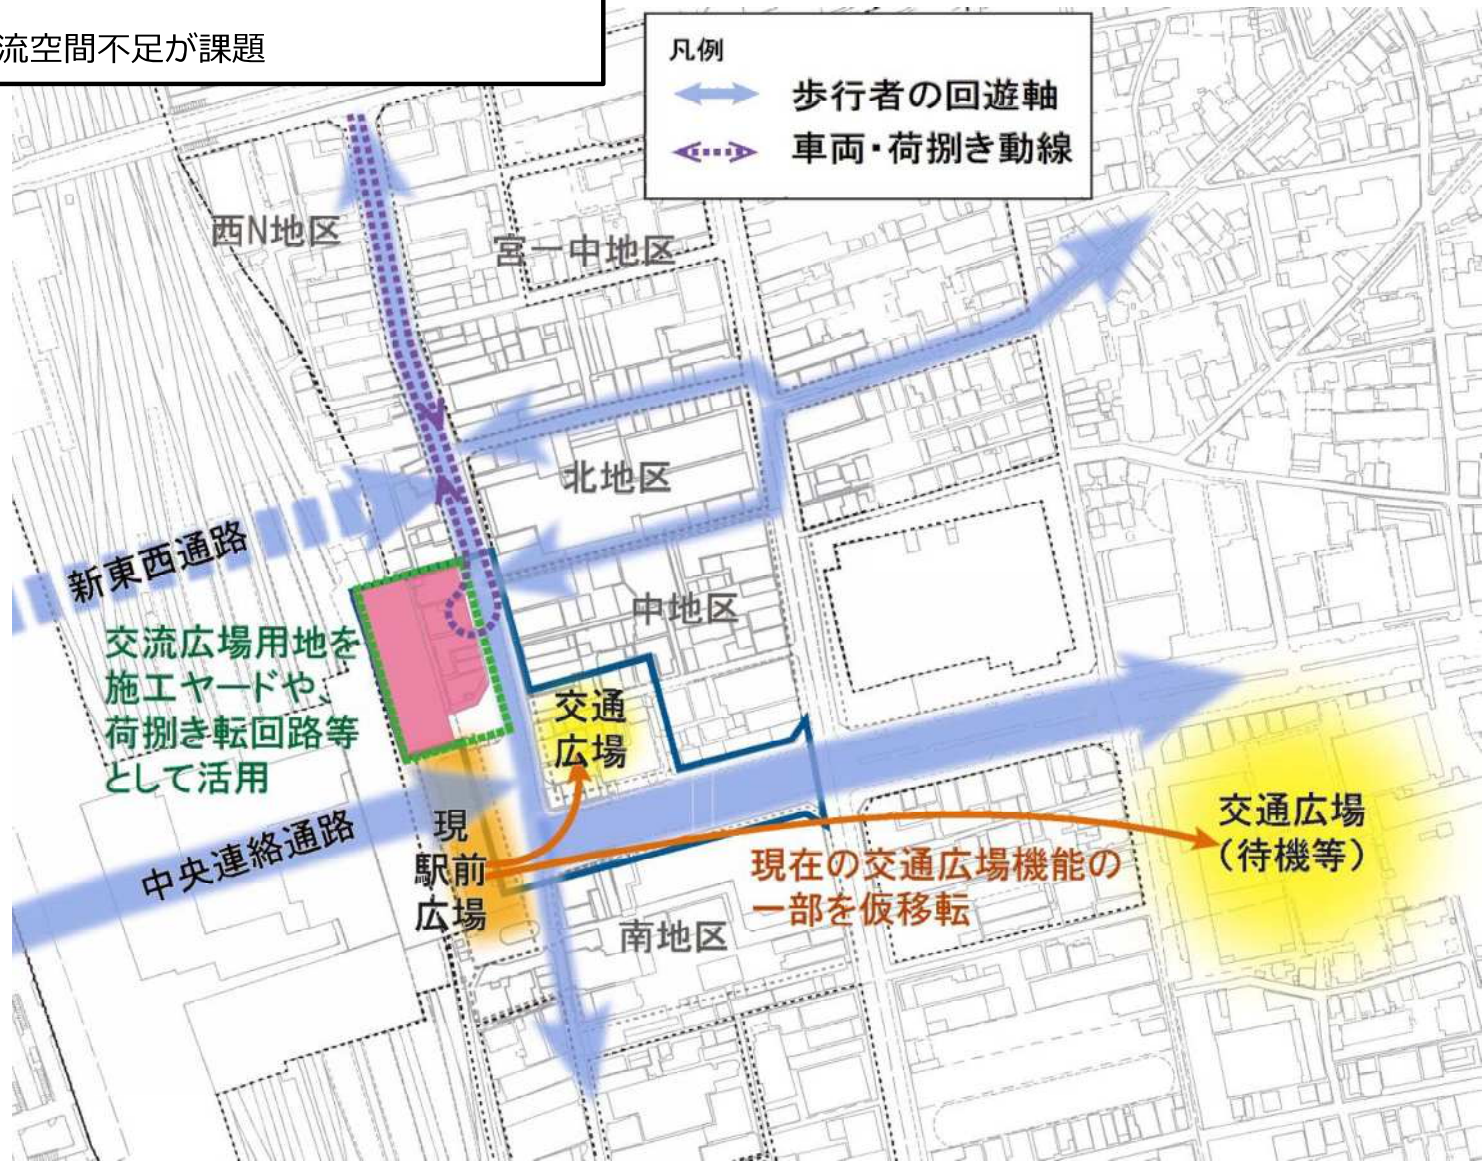 流空間不足が課題
凡例
歩行者の回遊軸
車両・荷捌き動線
西N地区
宮一中地区
北地区
新東西通路
中地区
交流広場用地を
施工ヤードや、
荷捌き転回路等
として活用
交通
広場
中央連絡通路
現
駅前
広場
現在の交通広場機能の
一部を仮移転
交通広場
（待機等）
南地区